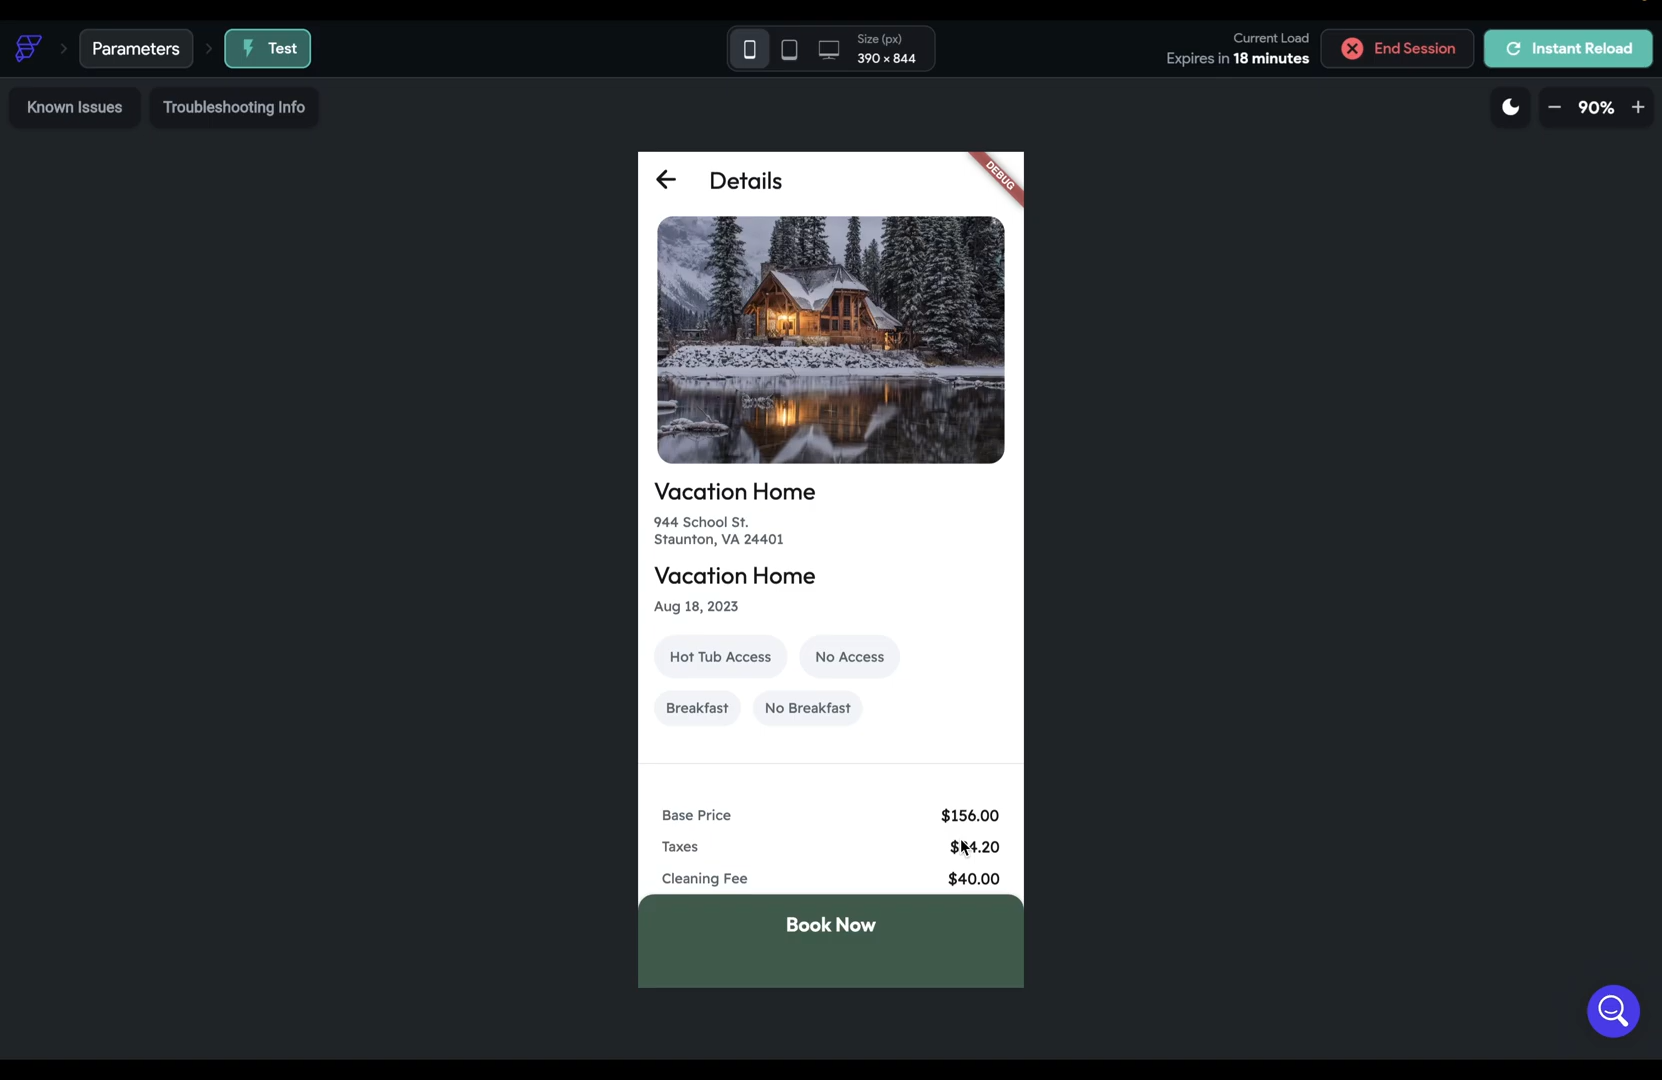 Parameters
Test
Size (px)
390 × 844
Current Load
Expires in 18 minutes
End Session
Instant Reload
Known Issues
Troubleshooting Info
90%
Details
DEBUG
Vacation Home
944 School St.
Staunton, VA 24401
Vacation Home
Aug 18, 2023
Hot Tub Access No Access
Breakfast No Breakfast
Base Price $156.00
Taxes
Cleaning Fee $40.00
Book Now